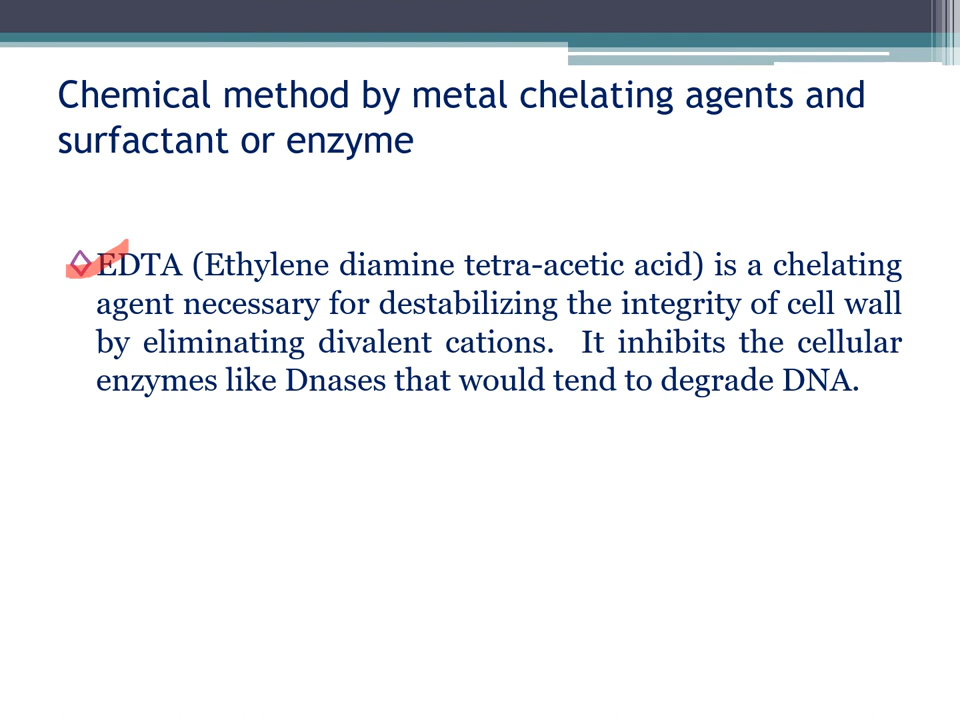 Chemical method by metal chelating agents and
surfactant or enzyme
EDTA (Ethylene diamine tetra-acetic acid) is a chelating
agent necessary for destabilizing the integrity of cell wall
by eliminating divalent cations. It inhibits the cellular
enzymes like Dnases that would tend to degrade DNA.